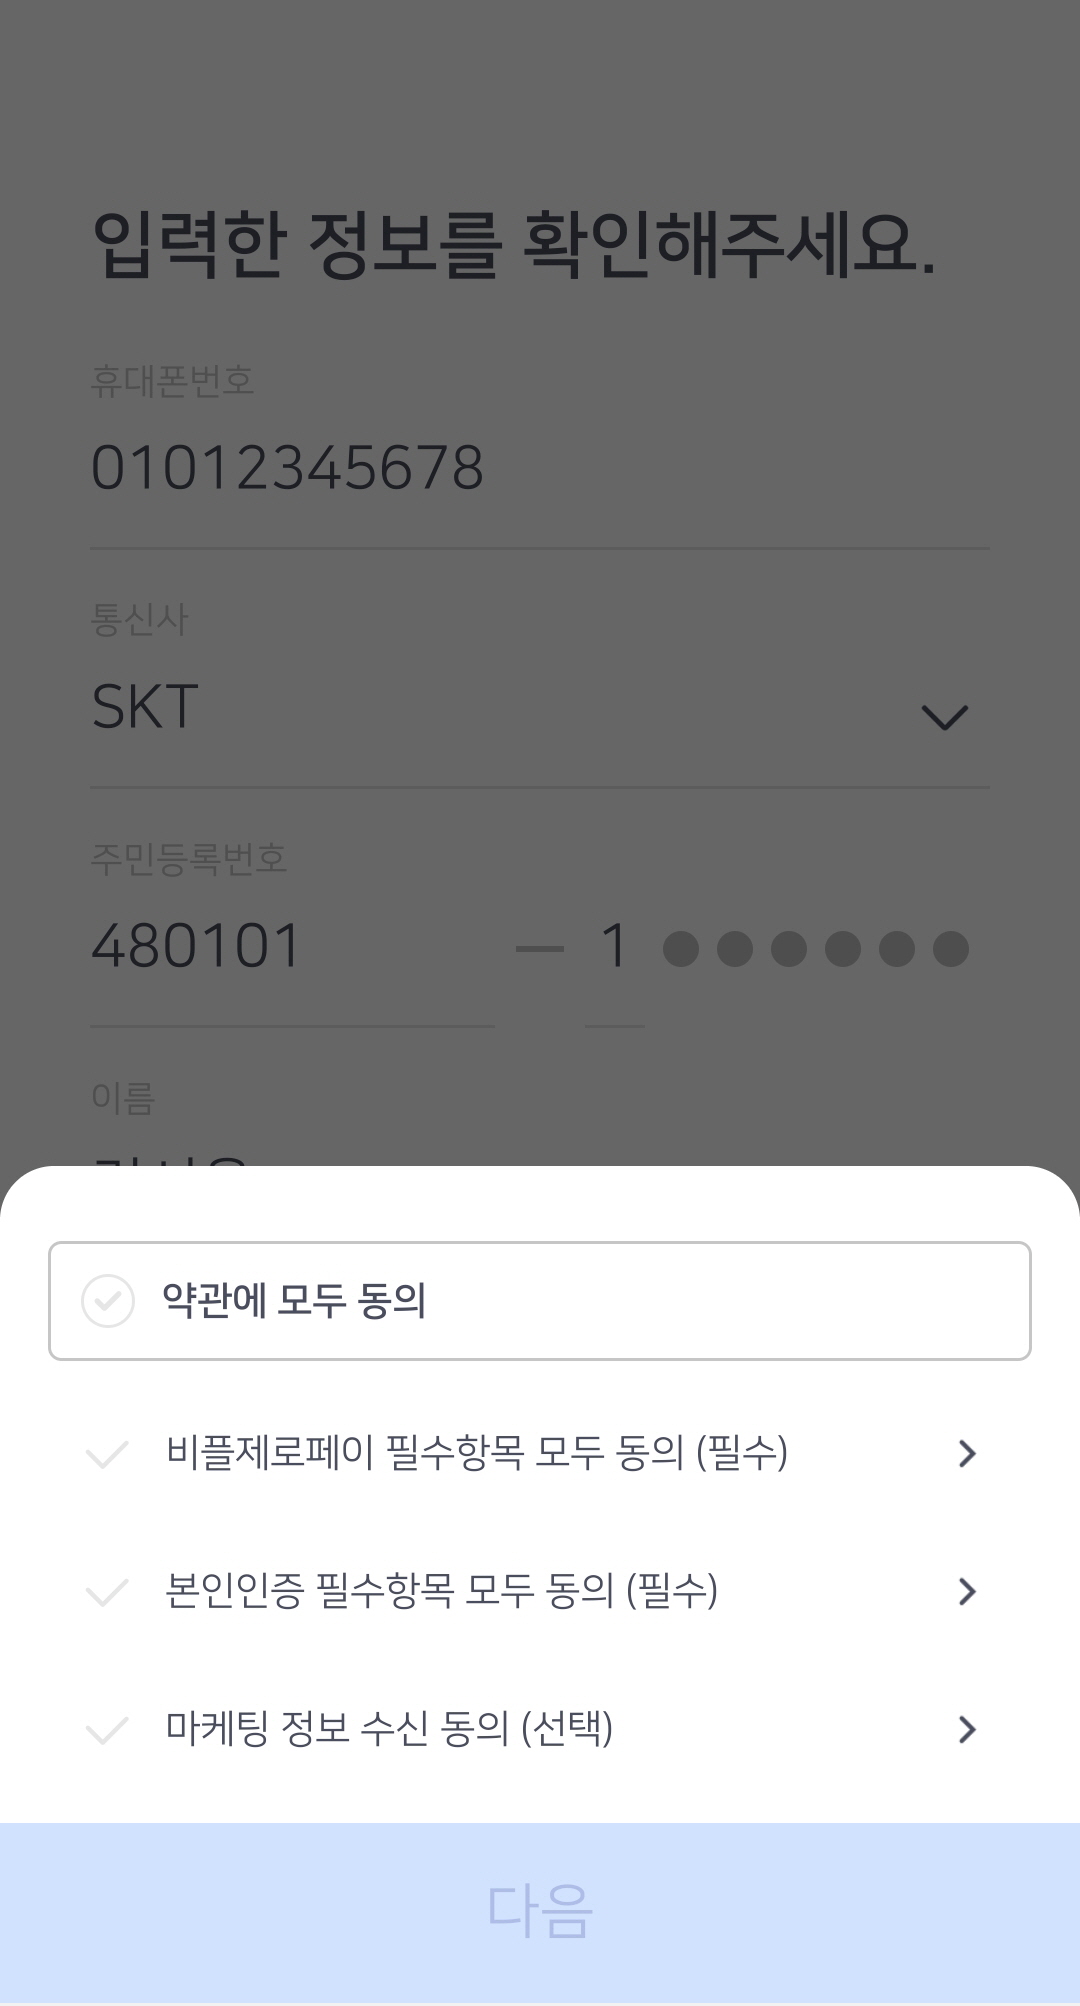 입력한 정보를 확인해주세요.
휴대폰번호
01012345678
통신사
SKT
주민등록번호
480101 — 1 ●●●●●●
이름
약관에 모두 동의
비플제로페이 필수항목 모두 동의 (필수)
본인인증 필수항목 모두 동의 (필수)
마케팅 정보 수신 동의 (선택)
다음